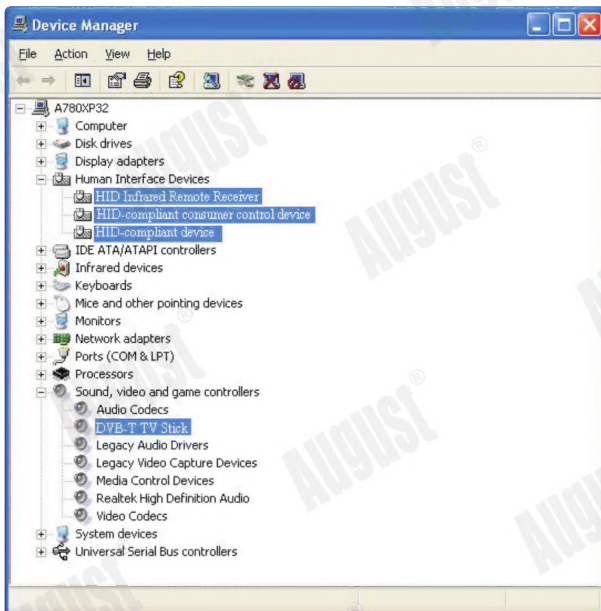 Device Manager
File Action View Help
A780XP32
Computer
Disk drives
Display adapters
Human Interface Devices
HID Infrared Remote Receiver
HID-compliant consumer control device
HID-compliant device
IDE ATA/ATAPI controllers
Infrared devices
Keyboards
Mice and other pointing devices
Monitors
Network adapters
Ports (COM & LPT)
Processors
Sound, video and game controllers
Audio Codecs
DVB-T TV Stick
Legacy Audio Drivers
Legacy Video Capture Devices
Media Control Devices
Realtek High Definition Audio
Video Codecs
System devices
Universal Serial Bus controllers
August®
August®
August®
August